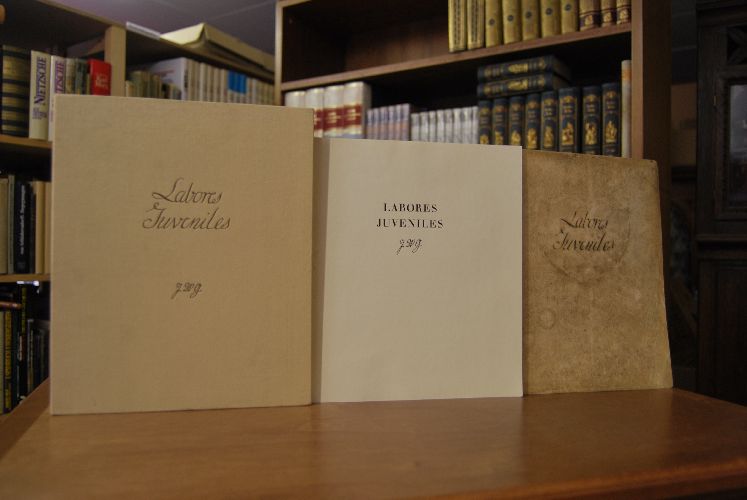 Labores
Juveniles
J W G.
LABORES
JUVENILES
J W G.
Labores
Juveniles
NIETZSCHE